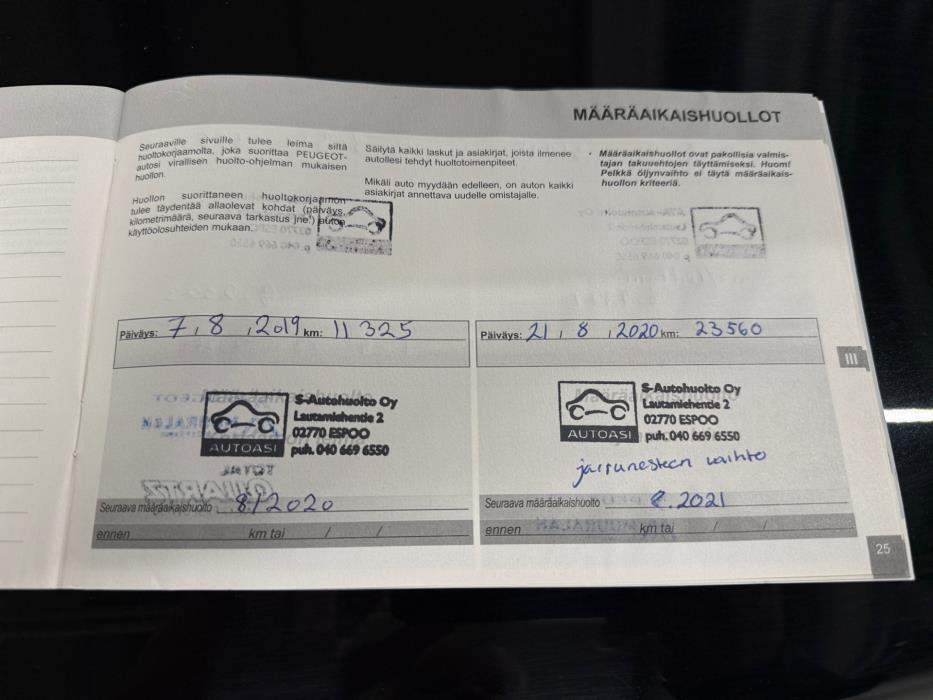 MÄÄRÄAIKAISHUOLLOT
Seuraaville sivuille tulee leima siltä
huoltokorjaamolta, joka suorittaa PEUGEOT-
autosi virallisen huolto-ohjelman mukaisen
huollon.
Huollon suorittaneen huoltokorjaamon
tulee täydentää allaolevat kohdat (päiväys,
kilometrimäärä, seuraava tarkastus jne.) auton
käyttöolosuhteiden mukaan.
Säilytä kaikki laskut ja asiakirjat, joista ilmenee
autollesi tehdyt huoltotoimenpiteet.
Mikäli auto myydään edelleen, on auton kaikki
asiakirjat annettava uudelle omistajalle.
• Määräaikaishuollot ovat pakollisia valmis-
tajan takuuehtojen täyttämiseksi. Huom!
Pelkkä öljynvaihto ei täytä määräaikais-
huollon kriteeriä.
Päiväys: 7, 8, 2019 km: 11 325
AUTOASI
S-Autohuolto Oy
Lautamiehentie 2
02770 ESPOO
puh. 040 669 6550
Seuraava määräaikaishuolto 8/2020
ennen km tai / /
Päiväys: 21, 8, 2020 km: 23560
AUTOASI
S-Autohuolto Oy
Lautamiehentie 2
02770 ESPOO
puh. 040 669 6550
jarrunesteen vaihto
Seuraava määräaikaishuolto 8.2021
ennen km tai / /
III
25